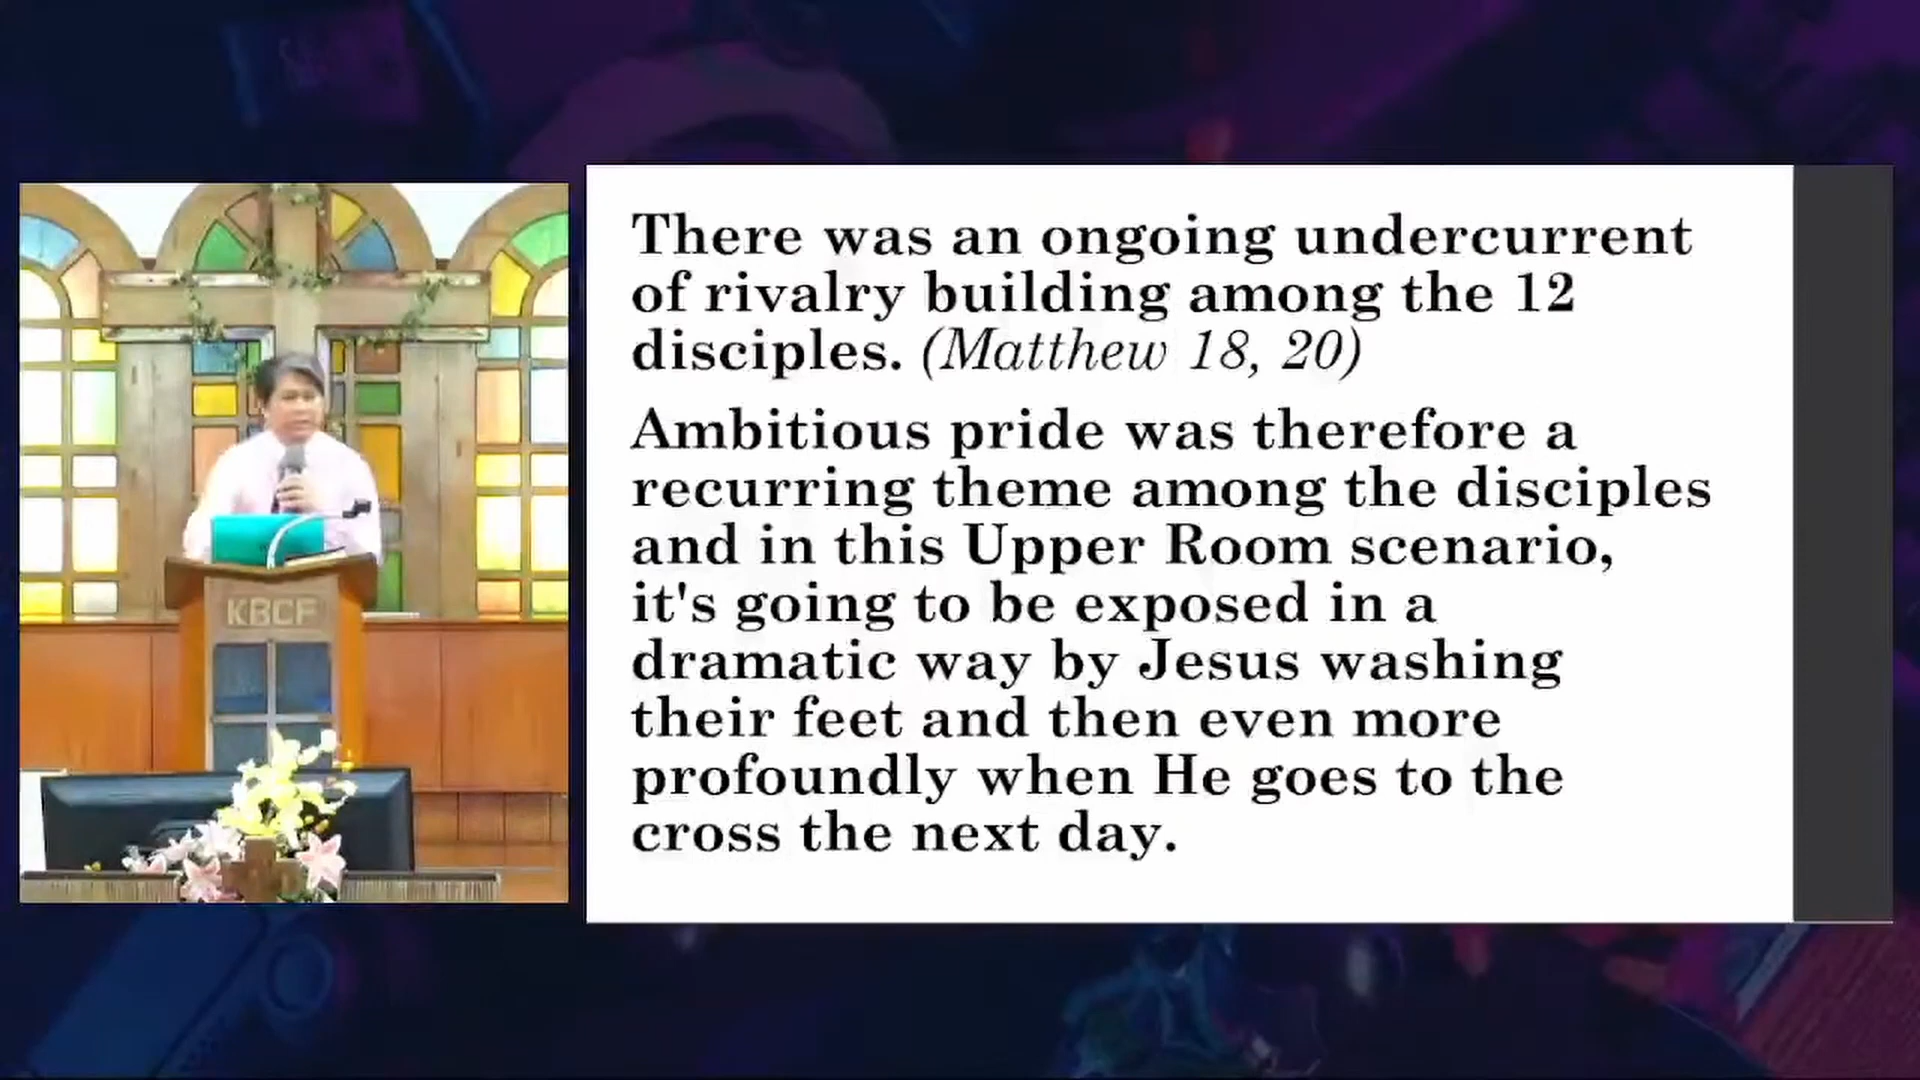 There was an ongoing undercurrent
of rivalry building among the 12
disciples. (Matthew 18, 20)
Ambitious pride was therefore a
recurring theme among the disciples
and in this Upper Room scenario,
it's going to be exposed in a
dramatic way by Jesus washing
their feet and then even more
profoundly when He goes to the
cross the next day.
KBCF